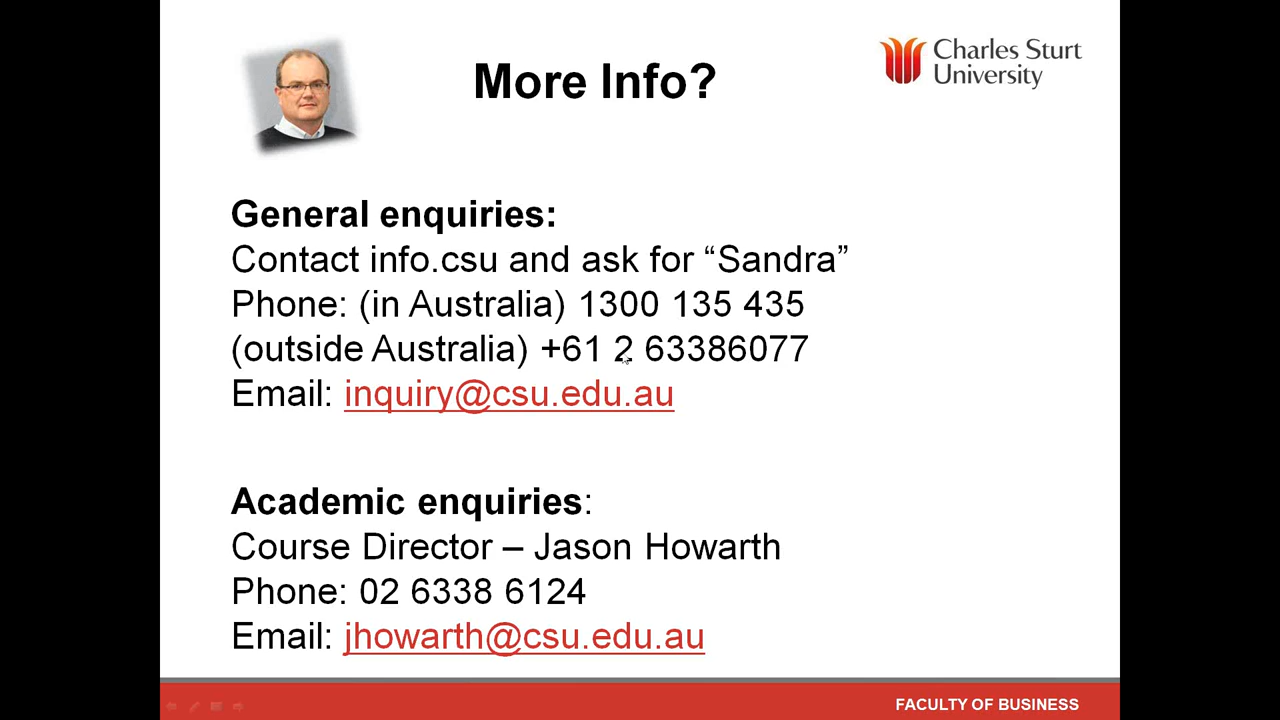 More Info?
Charles Sturt
University
General enquiries:
Contact info.csu and ask for “Sandra”
Phone: (in Australia) 1300 135 435
(outside Australia) +61 2 63386077
Email: inquiry@csu.edu.au
Academic enquiries:
Course Director – Jason Howarth
Phone: 02 6338 6124
Email: jhowarth@csu.edu.au
FACULTY OF BUSINESS